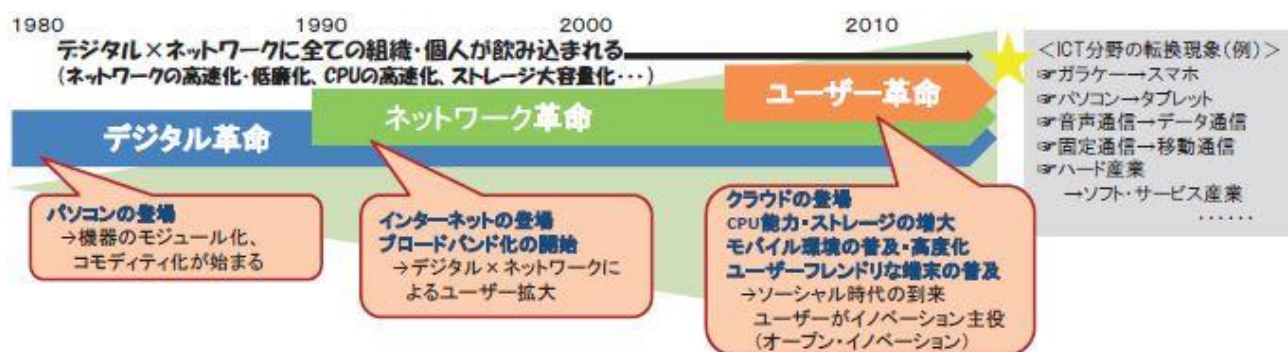 1980 1990 2000 2010
デジタル×ネットワークに全ての組織・個人が飲み込まれる
(ネットワークの高速化・低廉化、CPUの高速化、ストレージ大容量化・・・)
デジタル革命
ネットワーク革命
ユーザー革命
パソコンの登場
→機器のモジュール化、
コモディティ化が始まる
インターネットの登場
ブロードバンド化の開始
→デジタル×ネットワークに
よるユーザー拡大
クラウドの登場
CPU能力・ストレージの増大
モバイル環境の普及・高度化
ユーザーフレンドリな端末の普及
→ソーシャル時代の到来
ユーザーがイノベーション主役
(オープン・イノベーション)
<ICT分野の転換現象(例)>
☞ガラケー→スマホ
☞パソコン→タブレット
☞音声通信→データ通信
☞固定通信→移動通信
☞ハード産業
→ソフト・サービス産業
・・・・・・